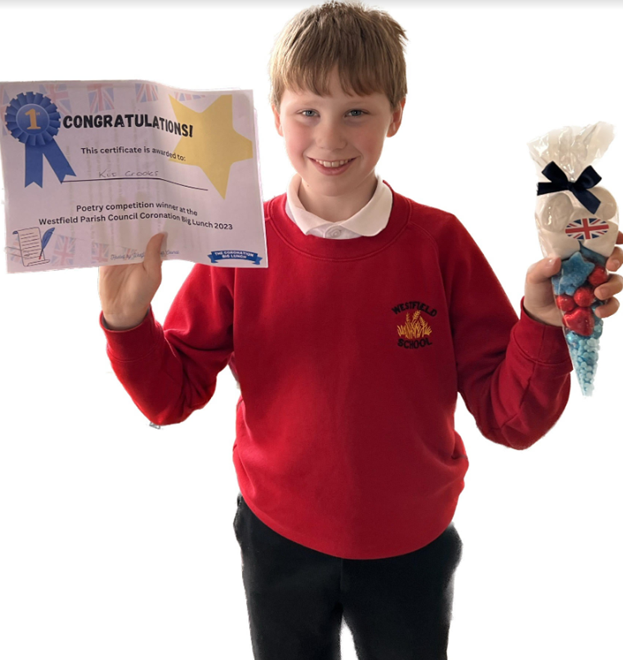 1
CONGRATULATIONS!
This certificate is awarded to:
Poetry competition winner at the
Westfield Parish Council Coronation Big Lunch 2023
THE CORONATION
BIG LUNCH
WESTFIELD
SCHOOL